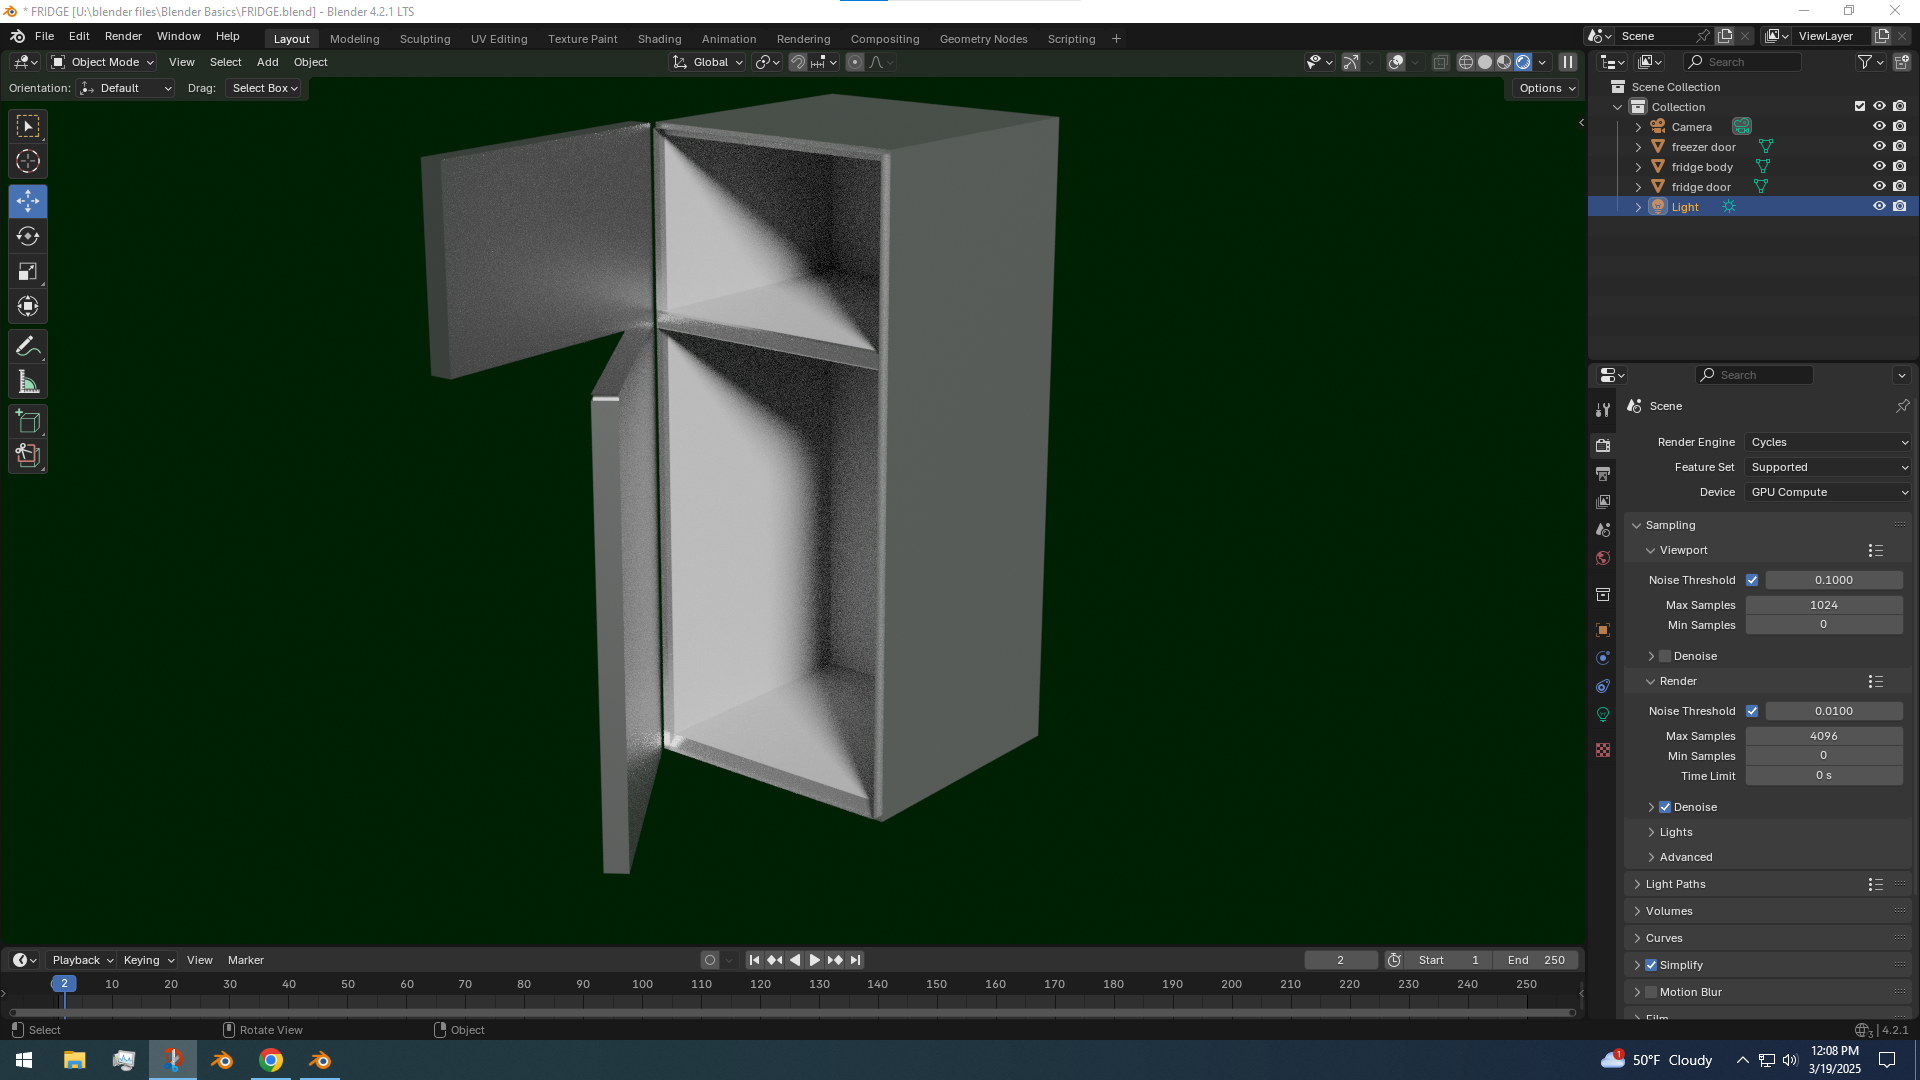 * FRIDGE [U:\blender files\Blender Basics\FRIDGE.blend] - Blender 4.2.1 LTS
File Edit Render Window Help Layout Modeling Sculpting UV Editing Texture Paint Shading Animation Rendering Compositing Geometry Nodes Scripting + Scene ViewLayer
Object Mode View Select Add Object Global Search
Orientation: Default Drag: Select Box Options
Scene Collection
Collection
Camera
freezer door
fridge body
fridge door
Light
Search
Scene
Render Engine Cycles
Feature Set Supported
Device GPU Compute
Sampling
Viewport
Noise Threshold 0.1000
Max Samples 1024
Min Samples 0
Denoise
Render
Noise Threshold 0.0100
Max Samples 4096
Min Samples 0
Time Limit 0 s
Denoise
Lights
Advanced
Light Paths
Volumes
Curves
Simplify
Motion Blur
Film
Playback Keying View Marker 2 Start 1 End 250
2 10 20 30 40 50 60 70 80 90 100 110 120 130 140 150 160 170 180 190 200 210 220 230 240 250
Select Rotate View Object 3 4.2.1
1 50°F Cloudy 12:08 PM
3/19/2025